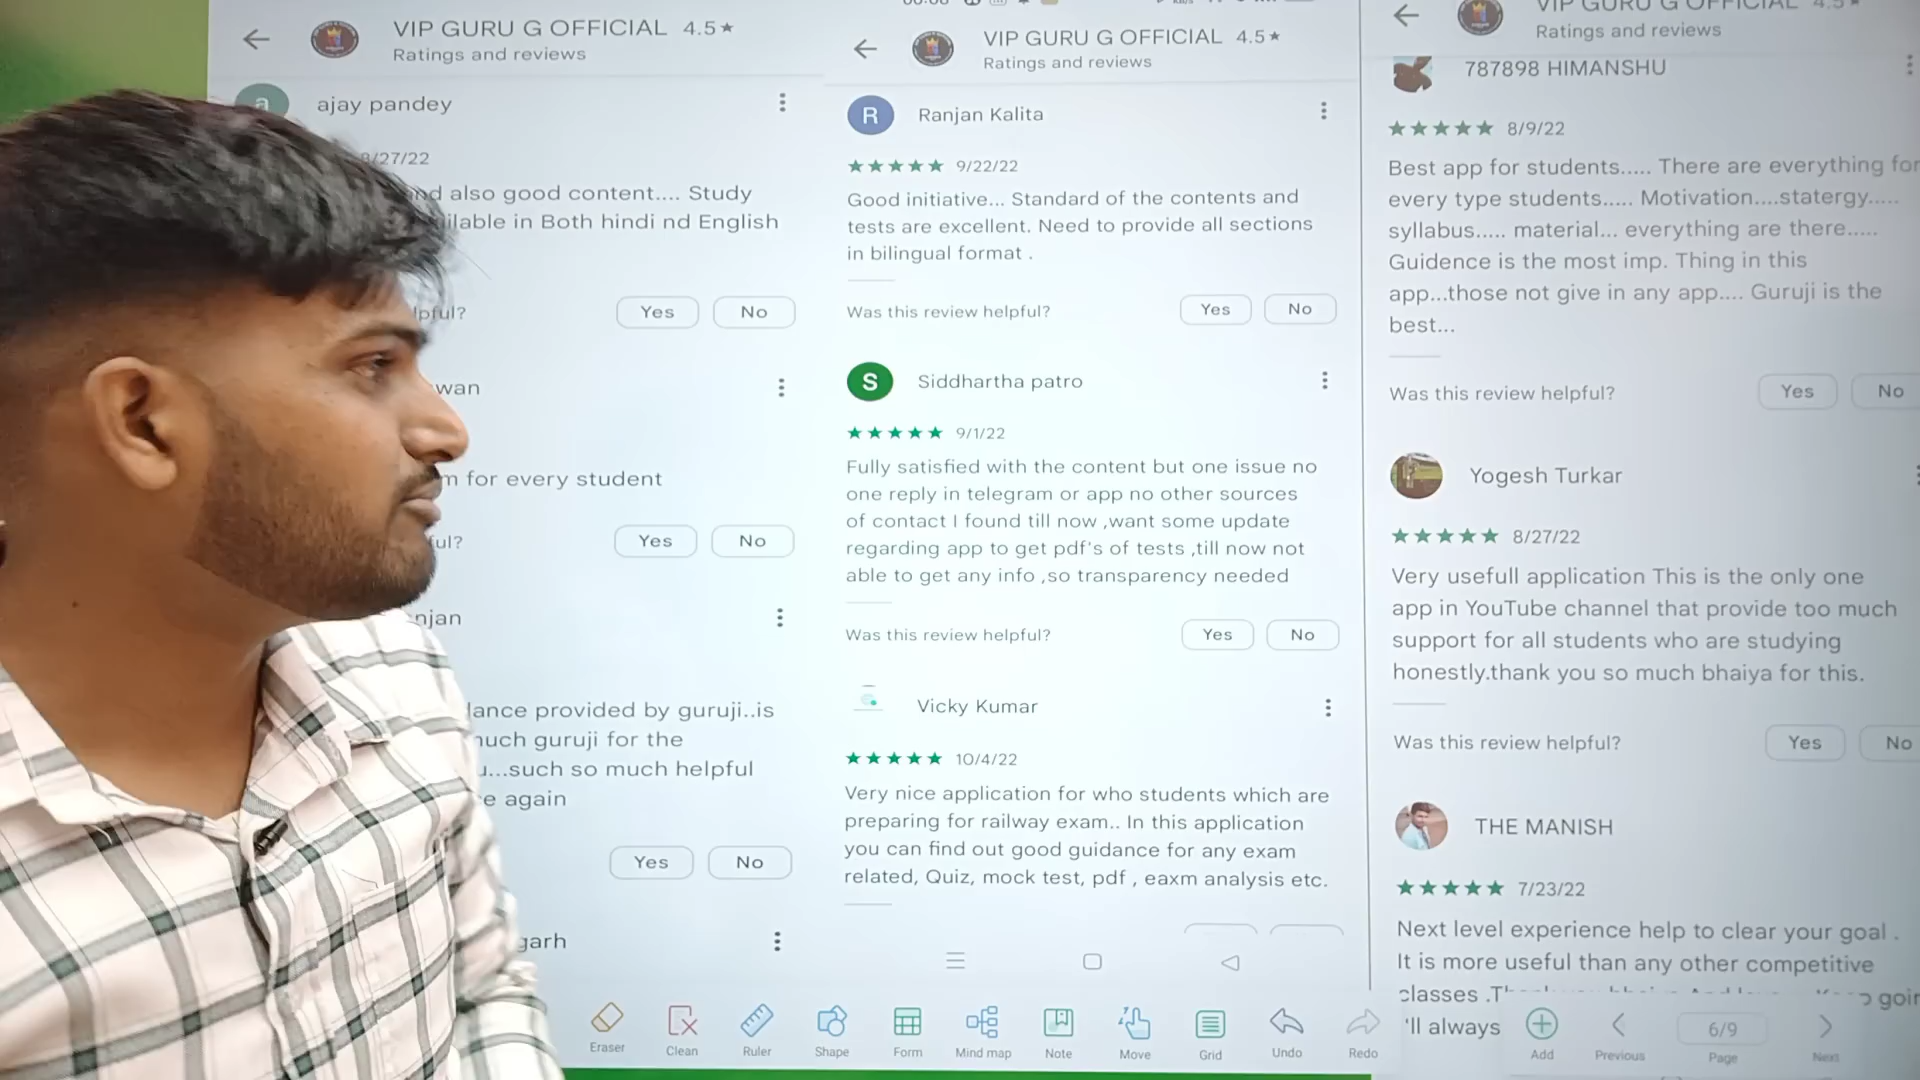 VIP GURU G OFFICIAL 4.5★
Ratings and reviews
a ajay pandey
8/27/22
nd also good content.... Study
ilable in Both hindi nd English
lpful?
Yes No
wan
m for every student
ful?
Yes No
njan
lance provided by guruji..is
much guruji for the
u...such so much helpful
e again
Yes No
garh
VIP GURU G OFFICIAL 4.5★
Ratings and reviews
R Ranjan Kalita
★★★★★ 9/22/22
Good initiative... Standard of the contents and
tests are excellent. Need to provide all sections
in bilingual format .
Was this review helpful? Yes No
S Siddhartha patro
★★★★★ 9/1/22
Fully satisfied with the content but one issue no
one reply in telegram or app no other sources
of contact I found till now ,want some update
regarding app to get pdf's of tests ,till now not
able to get any info ,so transparency needed
Was this review helpful? Yes No
Vicky Kumar
★★★★★ 10/4/22
Very nice application for who students which are
preparing for railway exam.. In this application
you can find out good guidance for any exam
related, Quiz, mock test, pdf , eaxm analysis etc.
VIP GURU G OFFICIAL 4.5★
Ratings and reviews
787898 HIMANSHU
★★★★★ 8/9/22
Best app for students..... There are everything for
every type students..... Motivation....statergy.....
syllabus..... material... everything are there.....
Guidence is the most imp. Thing in this
app...those not give in any app.... Guruji is the
best...
Was this review helpful? Yes No
Yogesh Turkar
★★★★★ 8/27/22
Very usefull application This is the only one
app in YouTube channel that provide too much
support for all students who are studying
honestly.thank you so much bhaiya for this.
Was this review helpful? Yes No
THE MANISH
★★★★★ 7/23/22
Next level experience help to clear your goal .
It is more useful than any other competitive
classes
'll always
Eraser Clean Ruler Shape Form Mind map Note Move Grid Undo Redo
Add Previous 6/9 Page Next